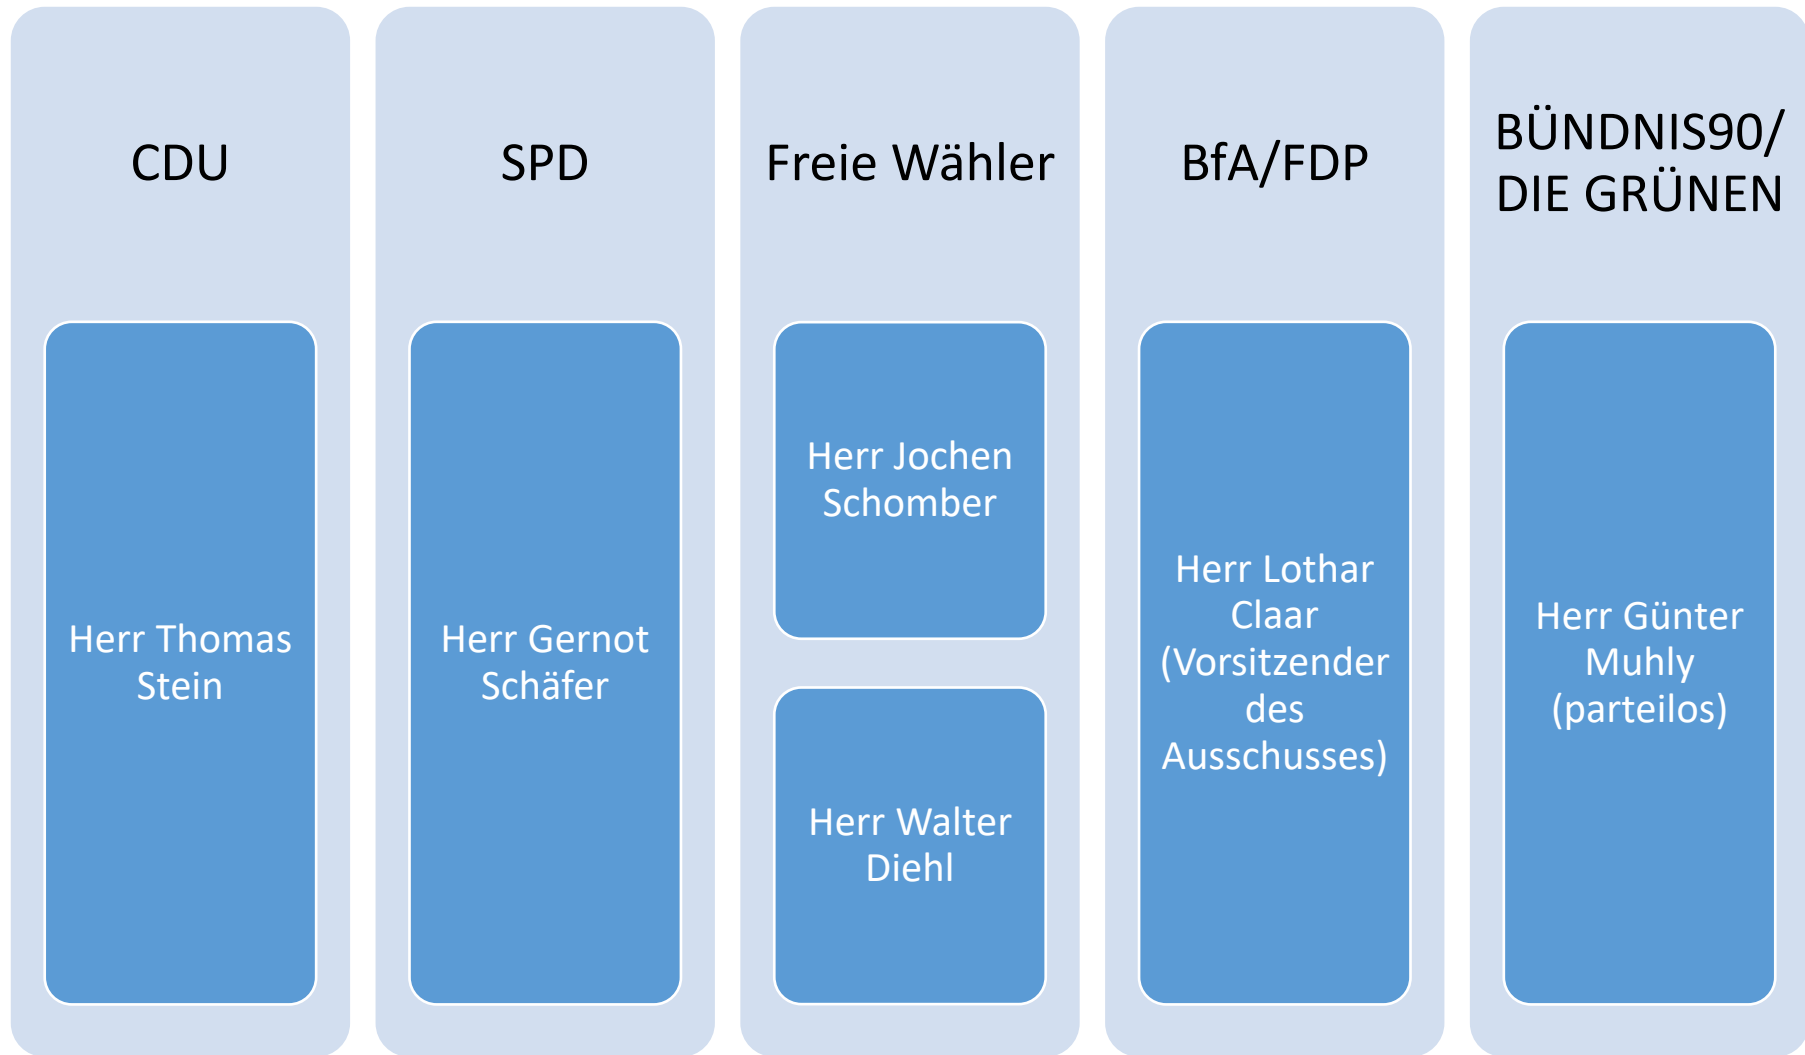 CDU
Herr Thomas
Stein
SPD
Herr Gernot
Schäfer
Freie Wähler
Herr Jochen
Schomber
Herr Walter
Diehl
BfA/FDP
Herr Lothar
Claar
(Vorsitzender
des
Ausschusses)
BÜNDNIS90/
DIE GRÜNEN
Herr Günter
Muhly
(parteilos)